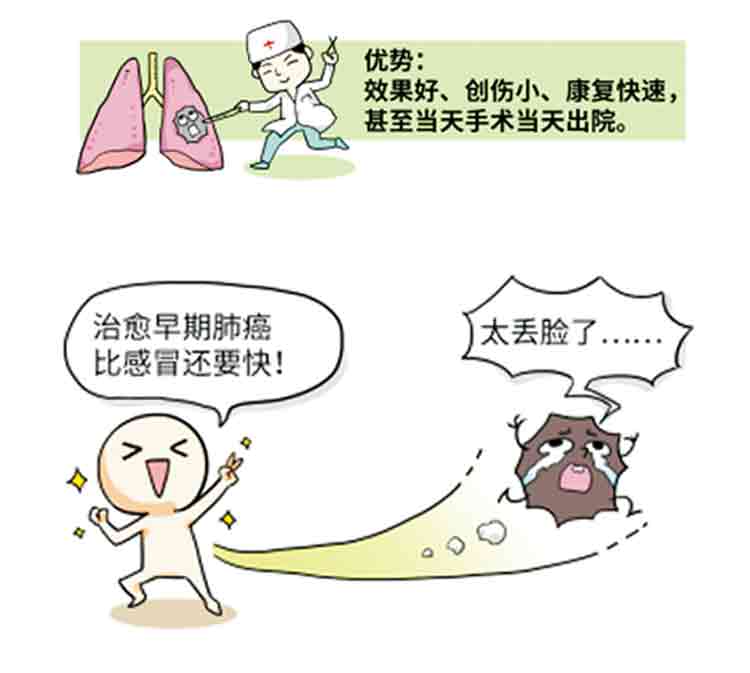 优势：
效果好、创伤小、康复快速，
甚至当天手术当天出院。
治愈早期肺癌
比感冒还要快！
太丢脸了……